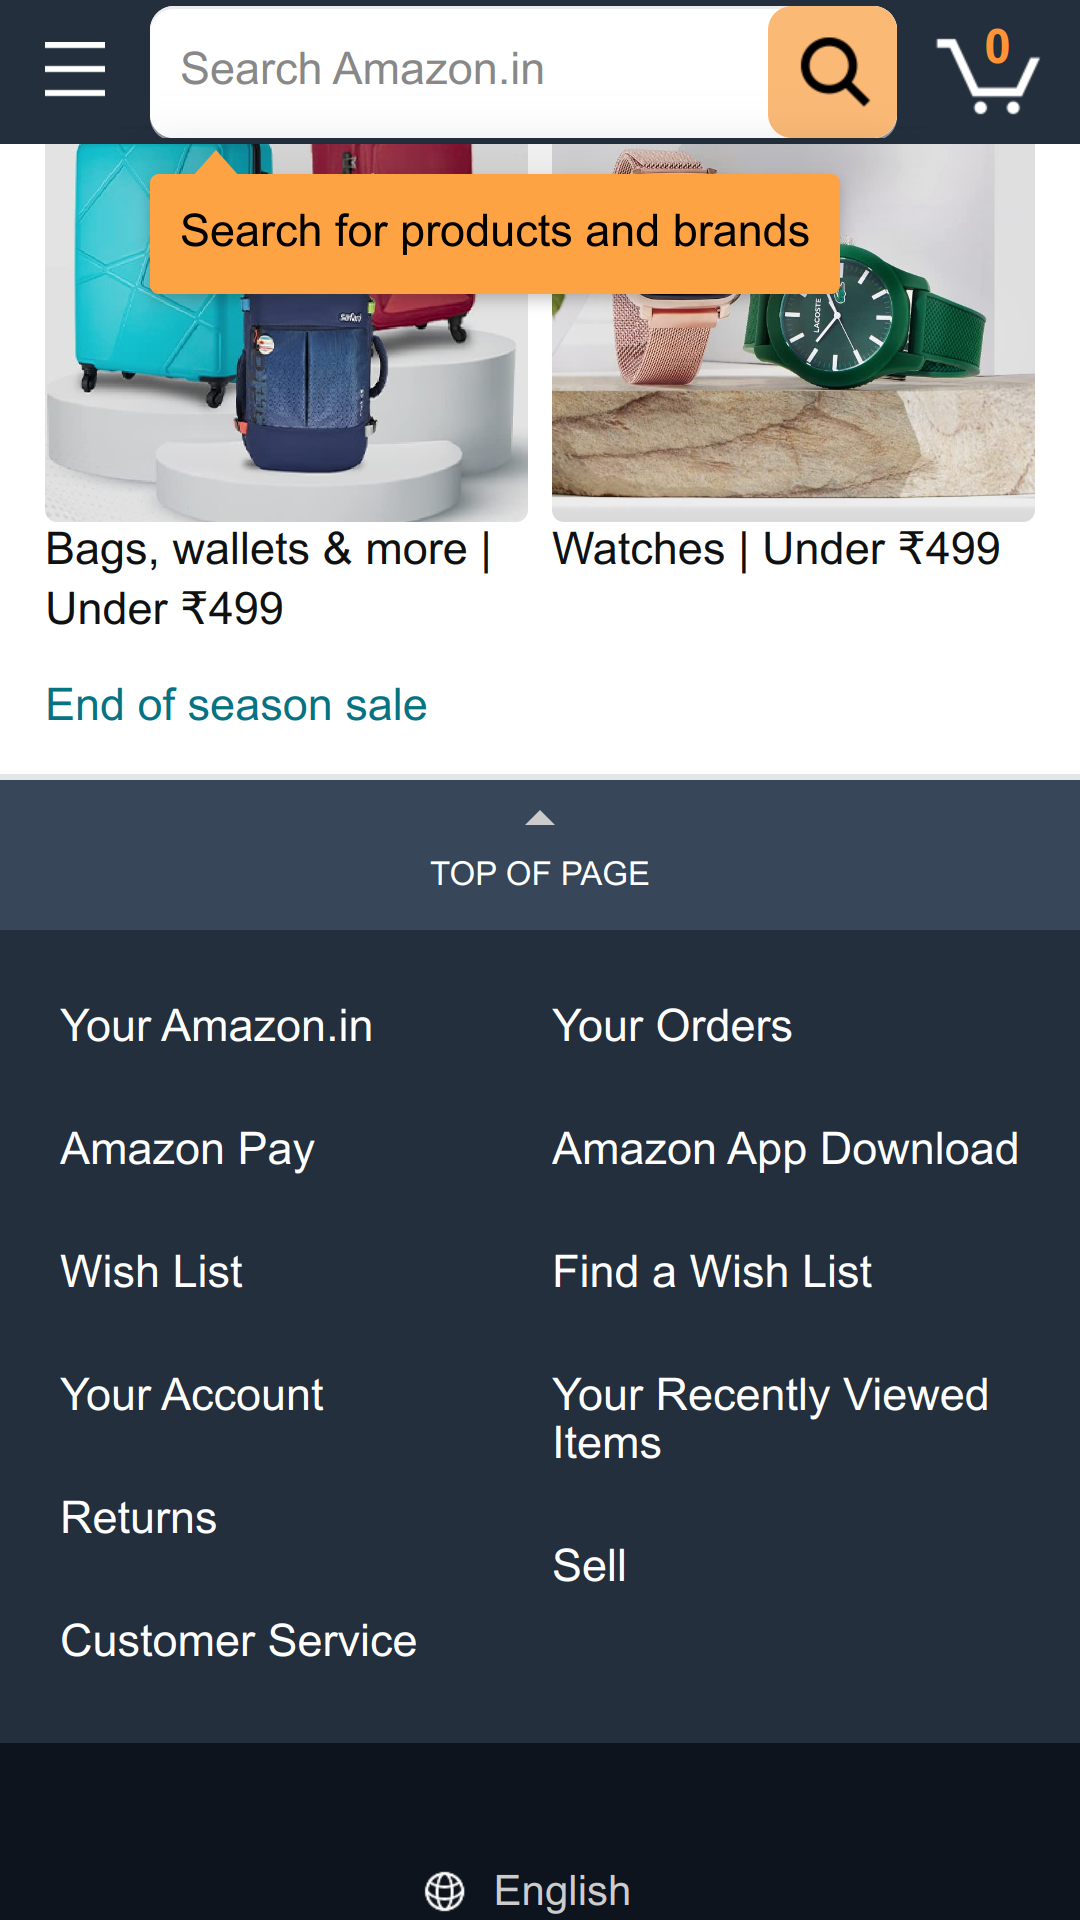 Search Amazon.in
0
Search for products and brands
safari
LACOSTE
Bags, wallets & more |
Under ₹499
Watches | Under ₹499
End of season sale
TOP OF PAGE
Your Amazon.in
Your Orders
Amazon Pay
Amazon App Download
Wish List
Find a Wish List
Your Account
Your Recently Viewed
Items
Returns
Sell
Customer Service
English